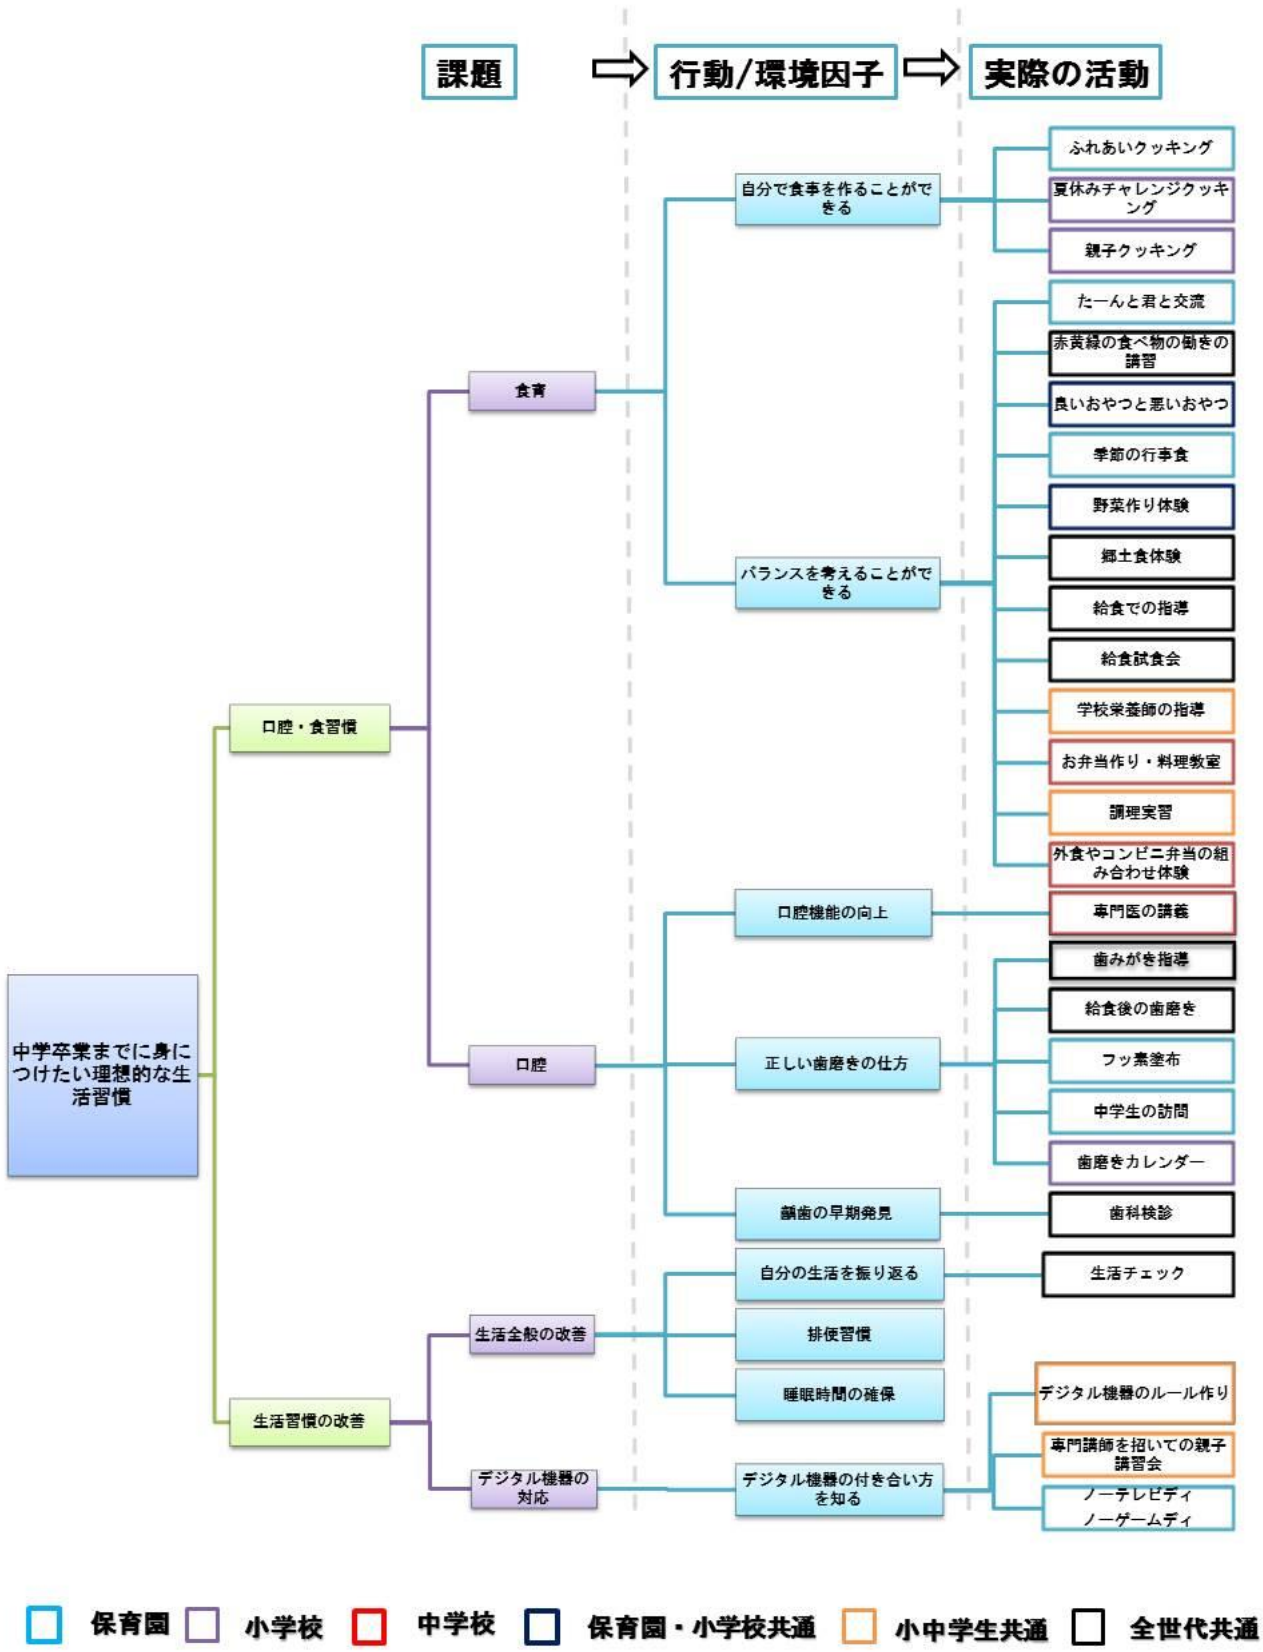 課題
行動/環境因子
実際の活動
ふれあいクッキング
自分で食事を作ることがで
きる
夏休みチャレンジクッキ
ング
親子クッキング
たーんと君と交流
赤黄緑の食べ物の働きの
講習
食育
良いおやつと悪いおやつ
季節の行事食
野菜作り体験
郷土食体験
バランスを考えることがで
きる
給食での指導
給食試食会
口腔・食習慣
学校栄養師の指導
お弁当作り・料理教室
調理実習
外食やコンビニ弁当の組
み合わせ体験
口腔機能の向上
専門医の講義
歯みがき指導
給食後の歯磨き
中学卒業までに身に
つけたい理想的な生
活習慣
口腔
正しい歯磨きの仕方
フッ素塗布
中学生の訪問
歯磨きカレンダー
齲歯の早期発見
歯科検診
自分の生活を振り返る
生活チェック
生活全般の改善
排便習慣
睡眠時間の確保
デジタル機器のルール作り
生活習慣の改善
専門講師を招いての親子
講習会
デジタル機器の
対応
デジタル機器の付き合い方
を知る
ノーテレビディ
ノーゲームディ
保育園
小学校
中学校
保育園・小学校共通
小中学生共通
全世代共通